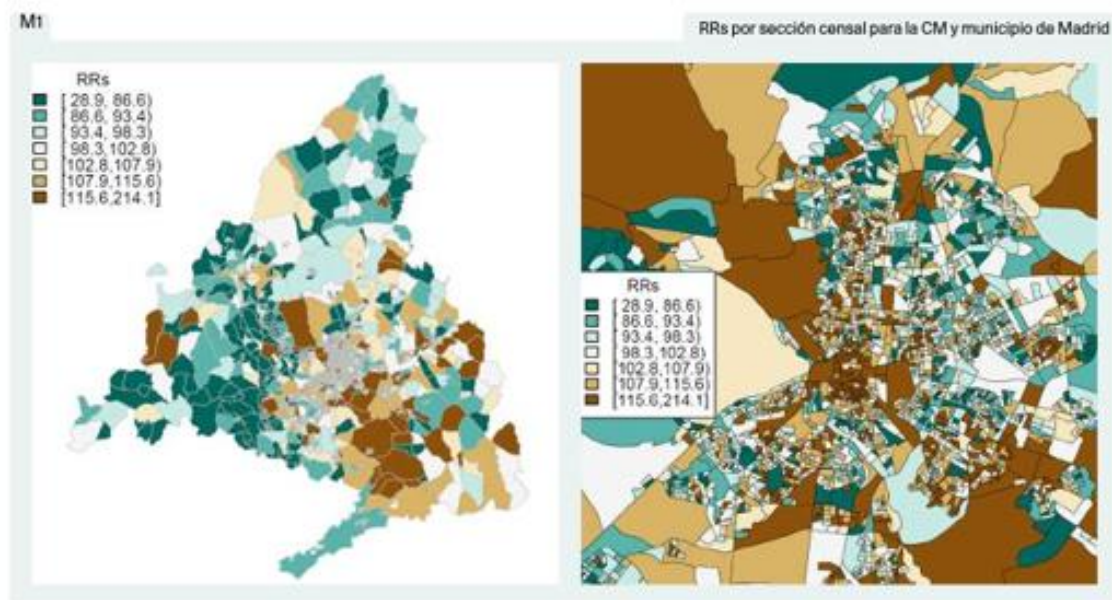 M1
RRs por sección censal para la CM y municipio de Madrid
RRs
[ 28.9, 86.6)
[ 86.6, 93.4)
[ 93.4, 98.3)
[ 98.3,102.8)
[102.8,107.9)
[107.9,115.6)
[115.6,214.1]
RRs
[ 28.9, 86.6)
[ 86.6, 93.4)
[ 93.4, 98.3)
[ 98.3,102.8)
[102.8,107.9)
[107.9,115.6)
[115.6,214.1]